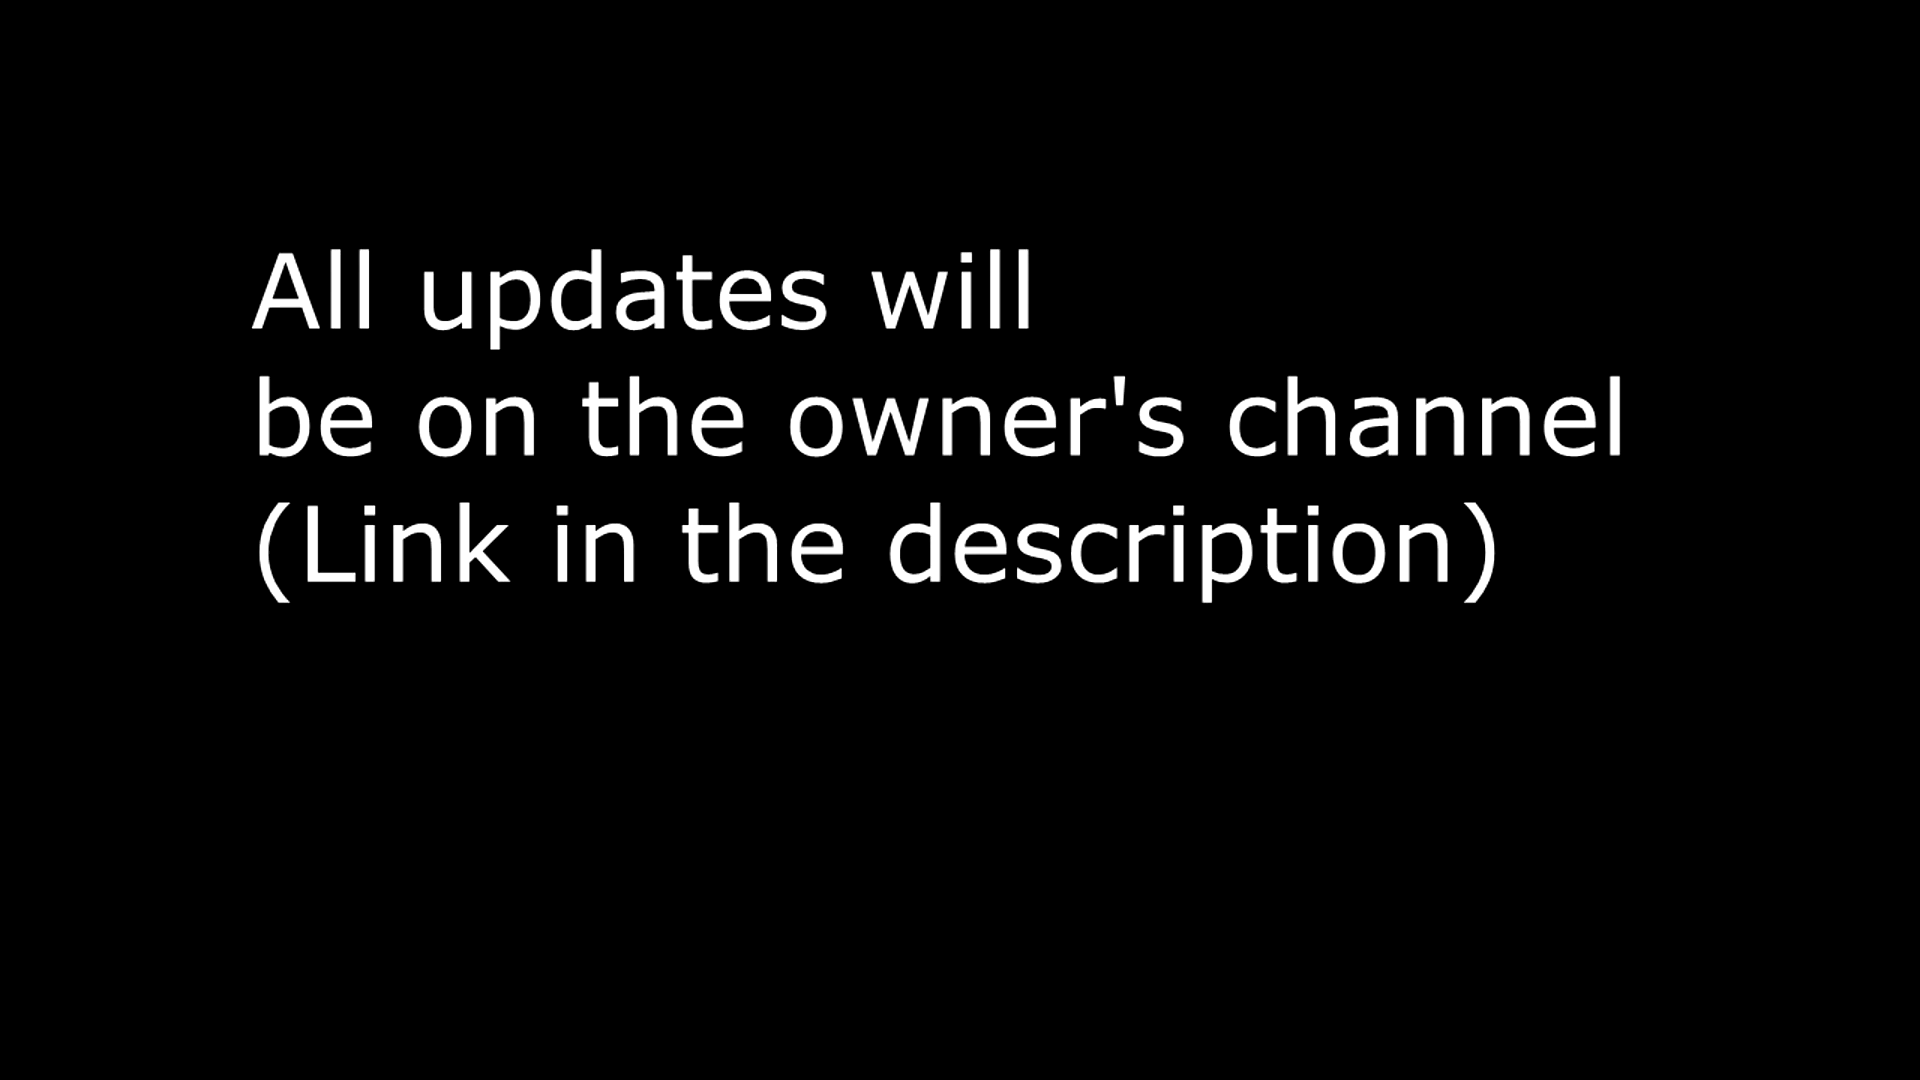 All updates will
be on the owner's channel
(Link in the description)